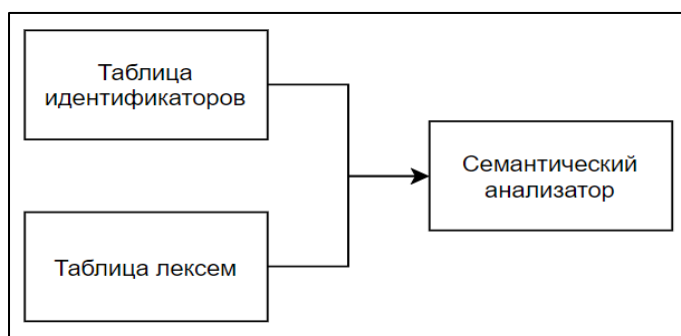 Таблица
идентификаторов
Семантический
анализатор
Таблица лексем